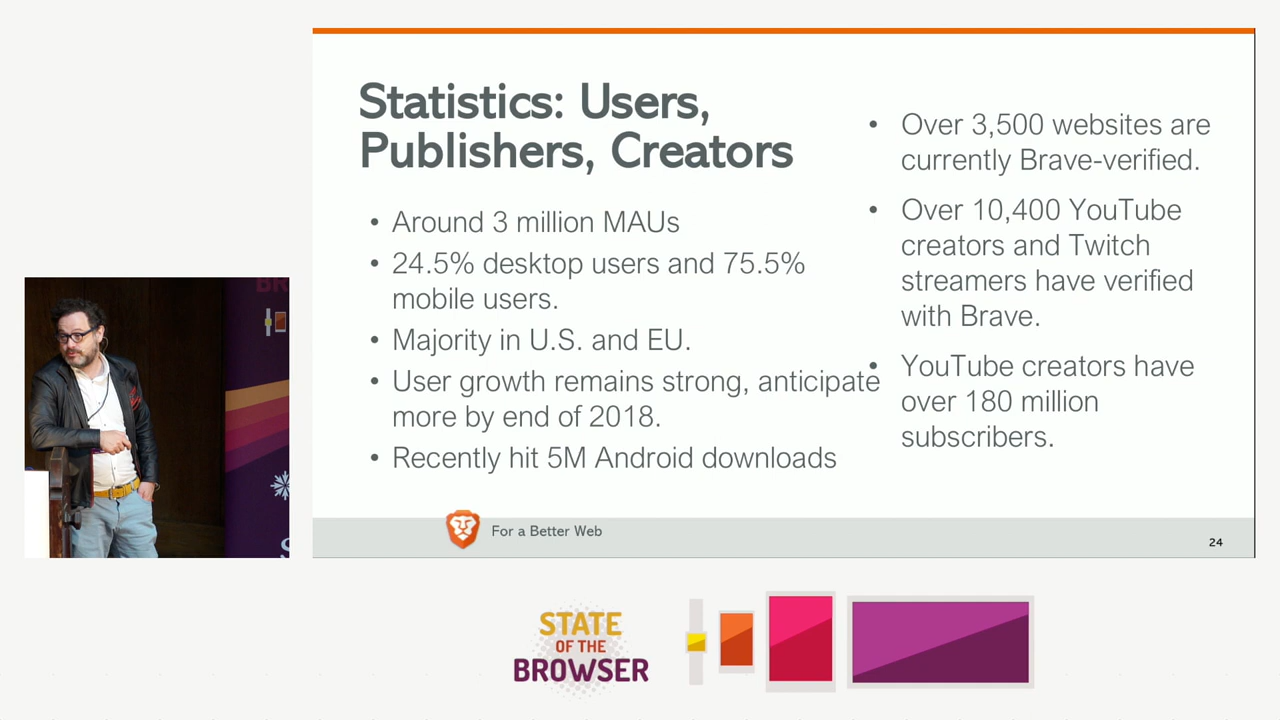 Statistics: Users,
Publishers, Creators
• Around 3 million MAUs
• 24.5% desktop users and 75.5%
mobile users.
• Majority in U.S. and EU.
• User growth remains strong, anticipate
more by end of 2018.
• Recently hit 5M Android downloads
• Over 3,500 websites are
currently Brave-verified.
• Over 10,400 YouTube
creators and Twitch
streamers have verified
with Brave.
• YouTube creators have
over 180 million
subscribers.
For a Better Web
24
BR
S
STATE
OF THE
BROWSER